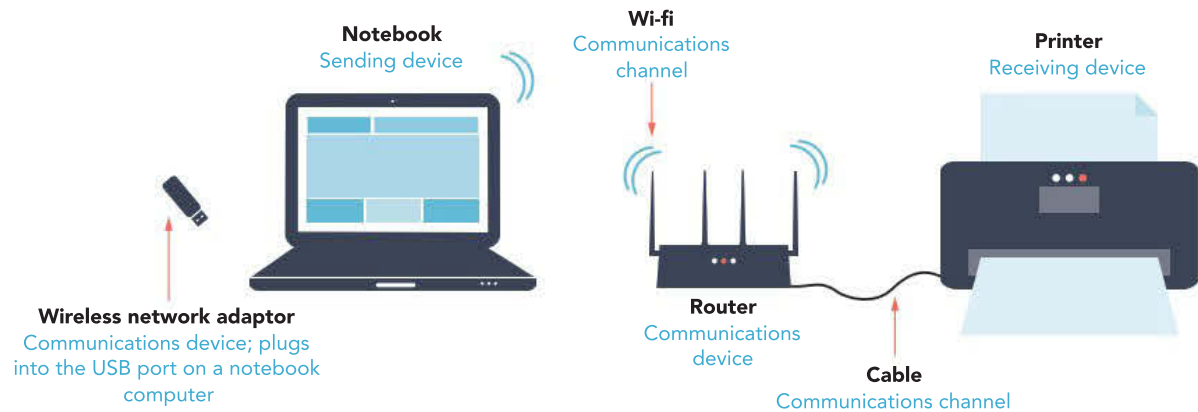 Notebook
Sending device
Wi-fi
Communications
channel
Printer
Receiving device
Wireless network adaptor
Communications device; plugs
into the USB port on a notebook
computer
Router
Communications
device
Cable
Communications channel